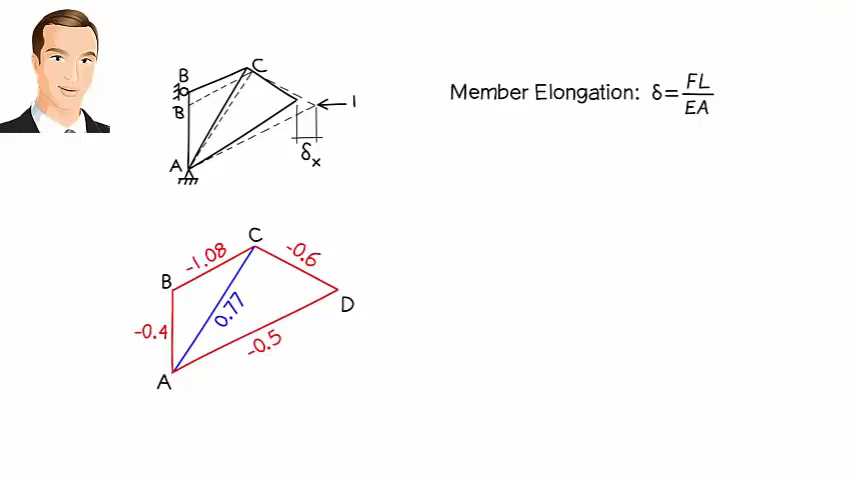 B
C
B
1
δx
A
Member Elongation: δ = FL/EA
C
-1.08
-0.6
B
0.77
D
-0.4
-0.5
A